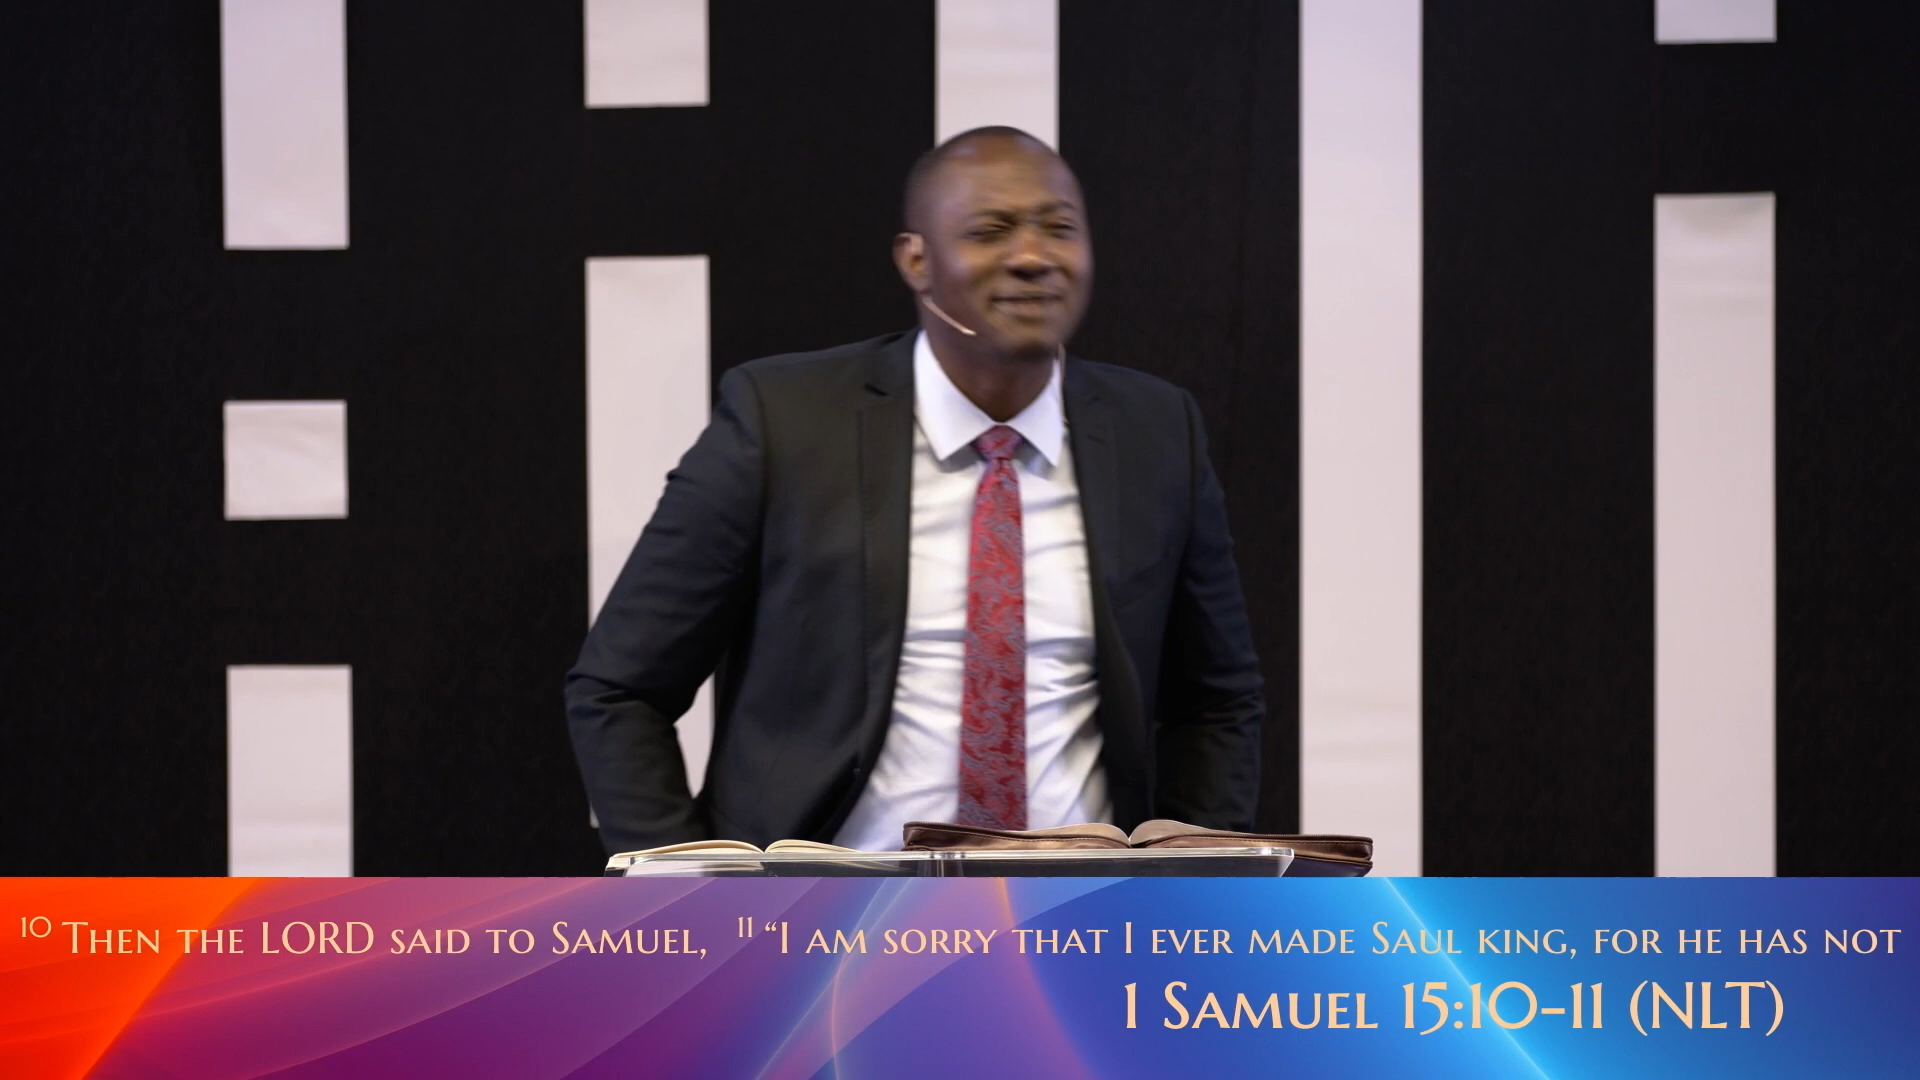 10 Then the LORD said to Samuel, 11 “I am sorry that I ever made Saul king, for he has not
1 Samuel 15:10-11 (NLT)